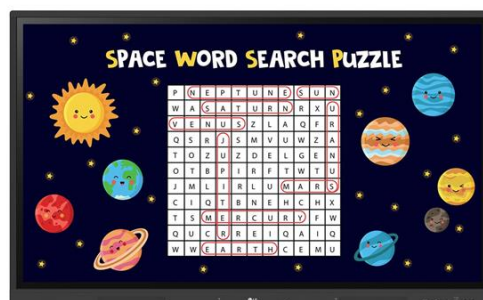 SPACE WORD SEARCH PUZZLE
P N E P T U N E S U N
W A S A T U R N R X U
V E N U S Z L A Q F R
Q S R J S M V U W Z A
T O Z U Z D E L G E N
O T B P I R F T W T U
J M L I R L U M A R S
C I Q T B N E H C H X
T S M E R C U R Y F W
Q U C R R E I Q A I Q
W W E A R T H C E M U